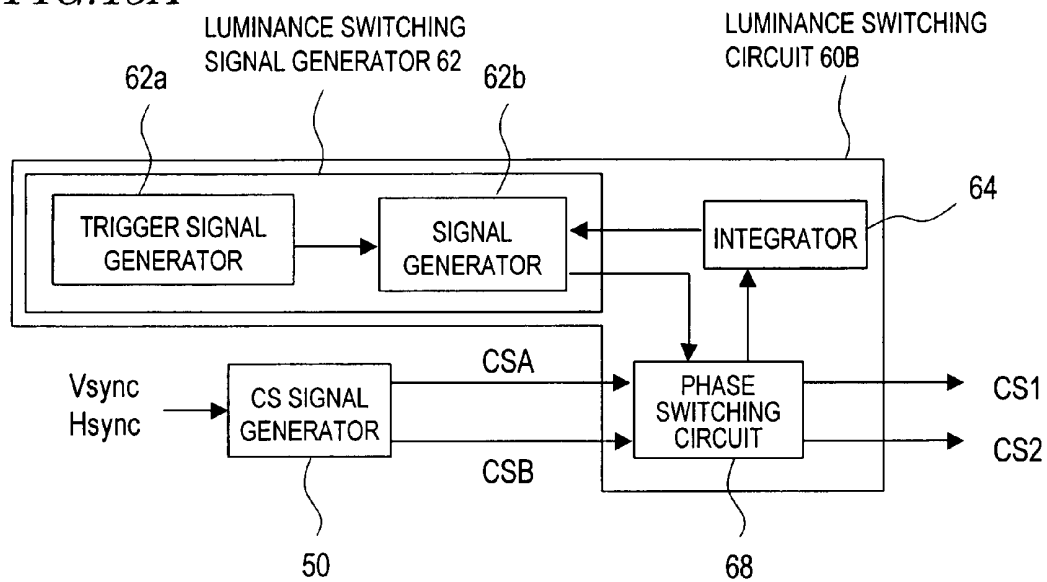 LUMINANCE SWITCHING
SIGNAL GENERATOR 62
LUMINANCE SWITCHING
CIRCUIT 60B
62a
62b
64
TRIGGER SIGNAL
GENERATOR
SIGNAL
GENERATOR
INTEGRATOR
Vsync
Hsync
CS SIGNAL
GENERATOR
CSA
CSB
PHASE
SWITCHING
CIRCUIT
CS1
CS2
50
68